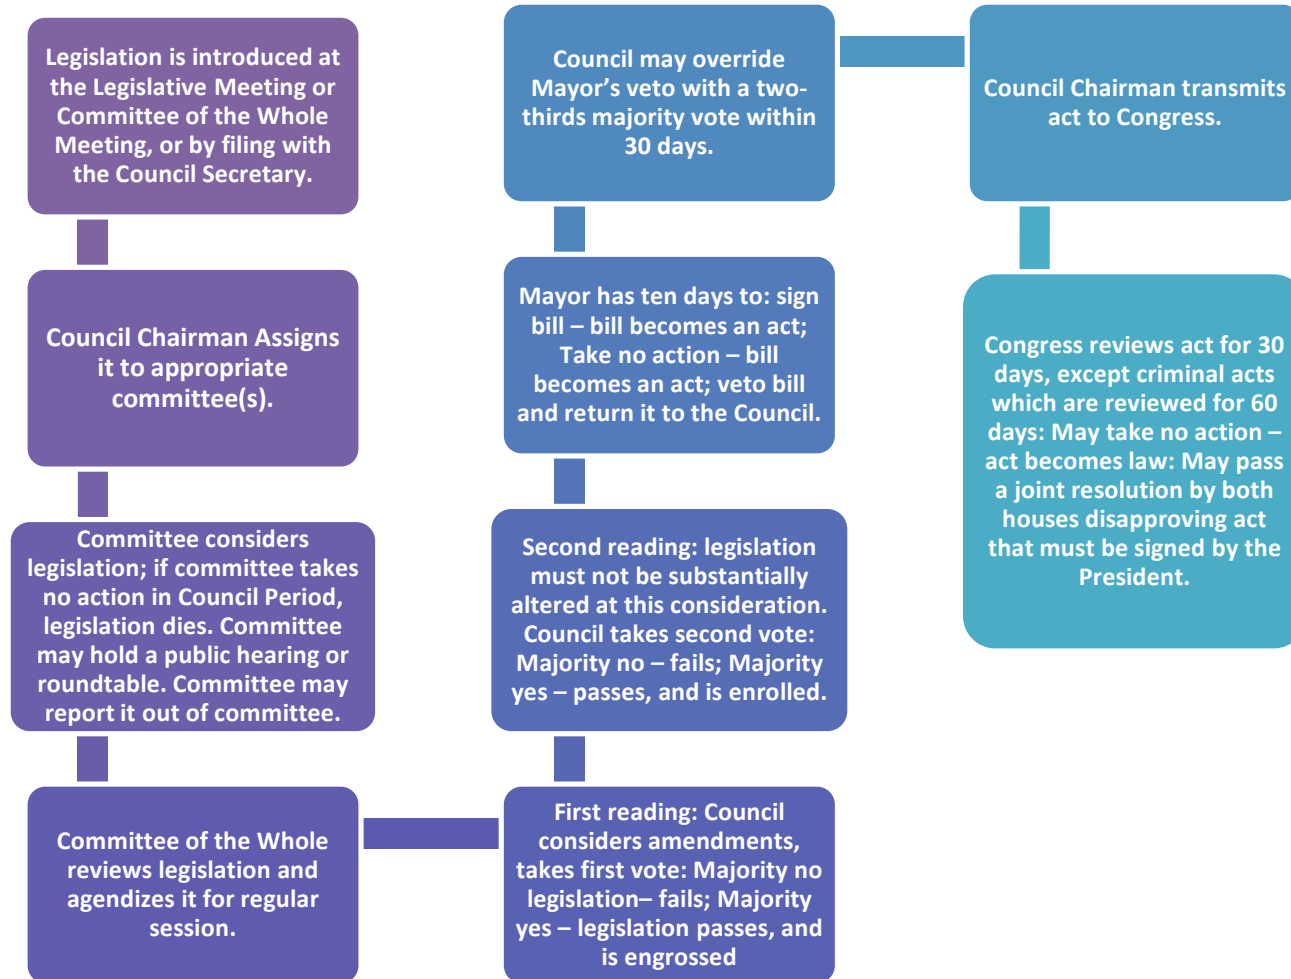 Legislation is introduced at
the Legislative Meeting or
Committee of the Whole
Meeting, or by filing with
the Council Secretary.
Council Chairman Assigns
it to appropriate
committee(s).
Committee considers
legislation; if committee takes
no action in Council Period,
legislation dies. Committee
may hold a public hearing or
roundtable. Committee may
report it out of committee.
Committee of the Whole
reviews legislation and
agendizes it for regular
session.
First reading: Council
considers amendments,
takes first vote: Majority no
legislation– fails; Majority
yes – legislation passes, and
is engrossed
Second reading: legislation
must not be substantially
altered at this consideration.
Council takes second vote:
Majority no – fails; Majority
yes – passes, and is enrolled.
Mayor has ten days to: sign
bill – bill becomes an act;
Take no action – bill
becomes an act; veto bill
and return it to the Council.
Council may override
Mayor’s veto with a two-
thirds majority vote within
30 days.
Council Chairman transmits
act to Congress.
Congress reviews act for 30
days, except criminal acts
which are reviewed for 60
days: May take no action –
act becomes law: May pass
a joint resolution by both
houses disapproving act
that must be signed by the
President.